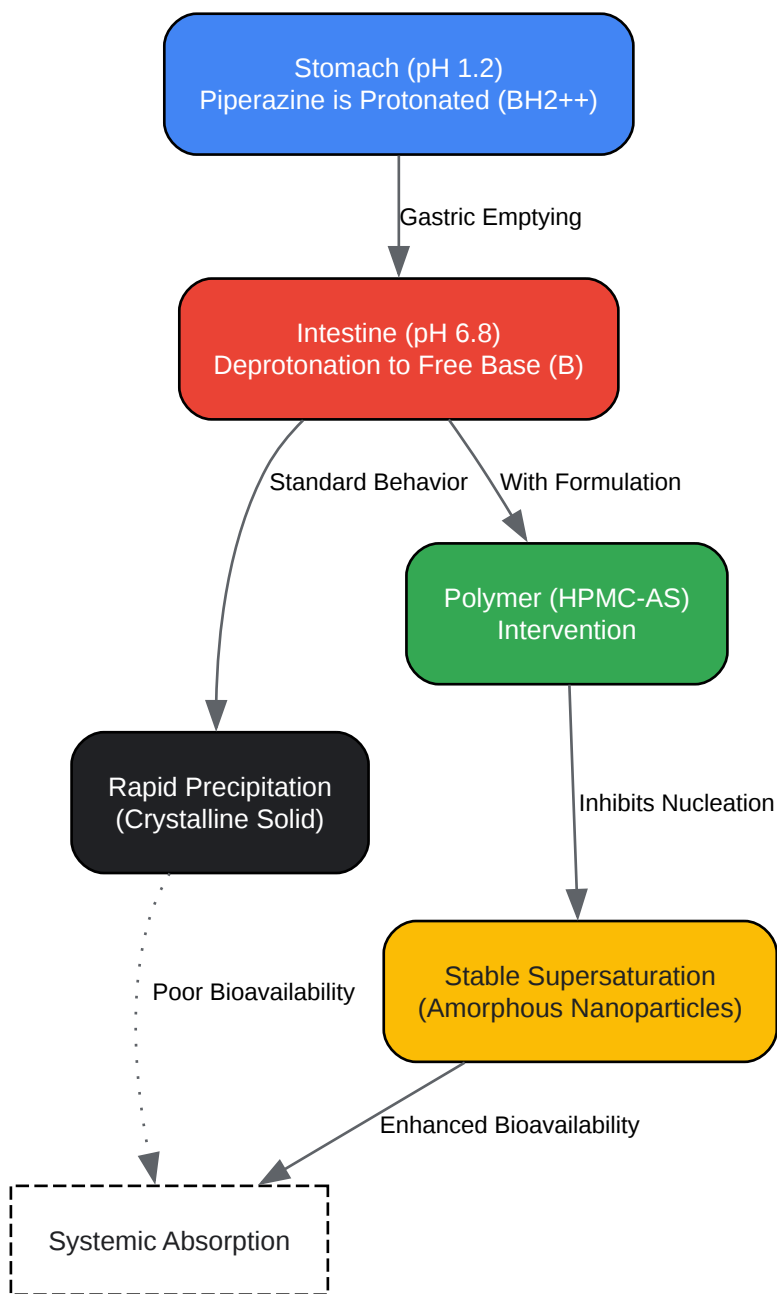 Stomach (pH 1.2)
Piperazine is Protonated (BH2++)
Gastric Emptying
Intestine (pH 6.8)
Deprotonation to Free Base (B)
Standard Behavior
With Formulation
Polymer (HPMC-AS)
Intervention
Rapid Precipitation
(Crystalline Solid)
Inhibits Nucleation
Stable Supersaturation
(Amorphous Nanoparticles)
Poor Bioavailability
Enhanced Bioavailability
Systemic Absorption